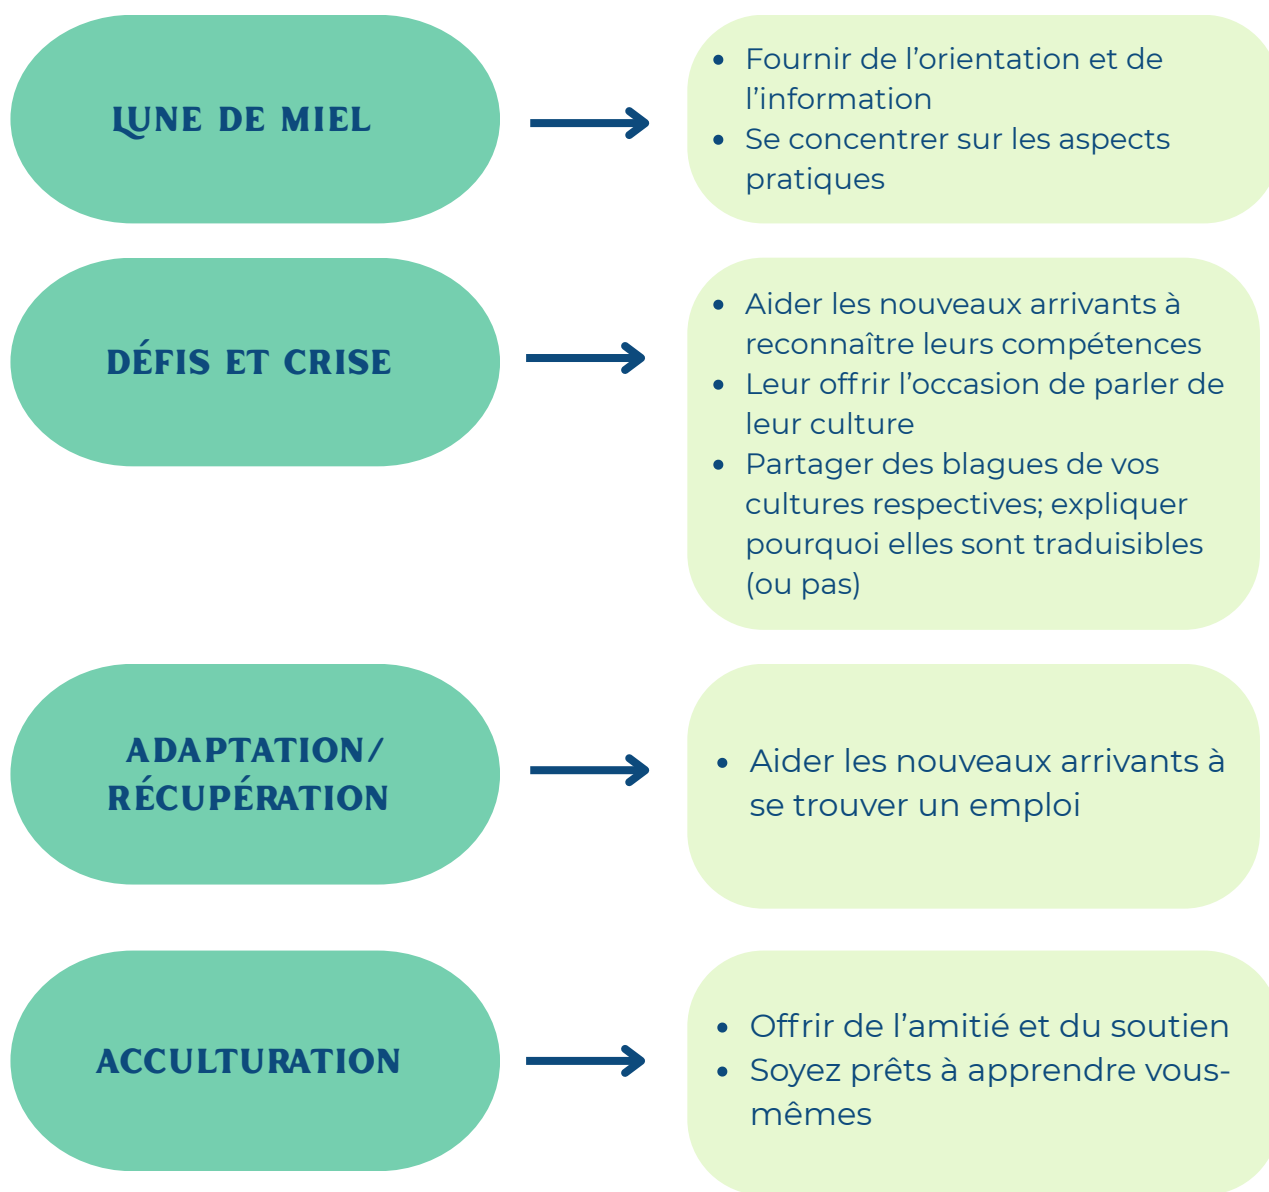 LUNE DE MIEL
• Fournir de l’orientation et de
l’information
• Se concentrer sur les aspects
pratiques
DÉFIS ET CRISE
• Aider les nouveaux arrivants à
reconnaître leurs compétences
• Leur offrir l’occasion de parler de
leur culture
• Partager des blagues de vos
cultures respectives; expliquer
pourquoi elles sont traduisibles
(ou pas)
ADAPTATION/
RÉCUPÉRATION
• Aider les nouveaux arrivants à
se trouver un emploi
ACCULTURATION
• Offrir de l’amitié et du soutien
• Soyez prêts à apprendre vous-
mêmes